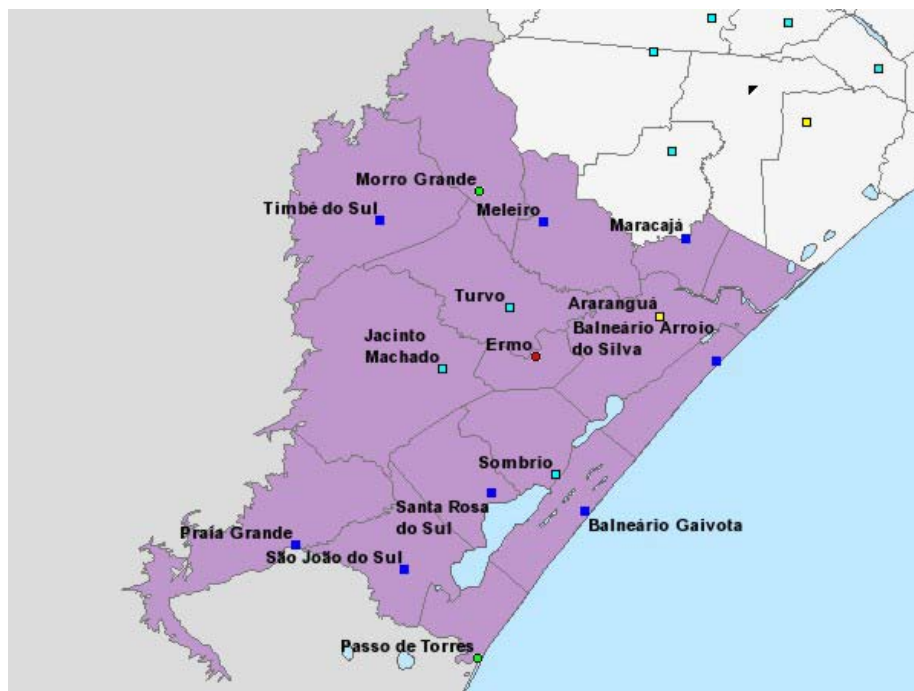 Morro Grande
Timbé do Sul
Meleiro
Maracajá
Turvo
Araranguá
Balneário Arroio
do Silva
Jacinto
Machado
Ermo
Sombrio
Santa Rosa
do Sul
Balneário Gaivota
Praia Grande
São João do Sul
Passo de Torres